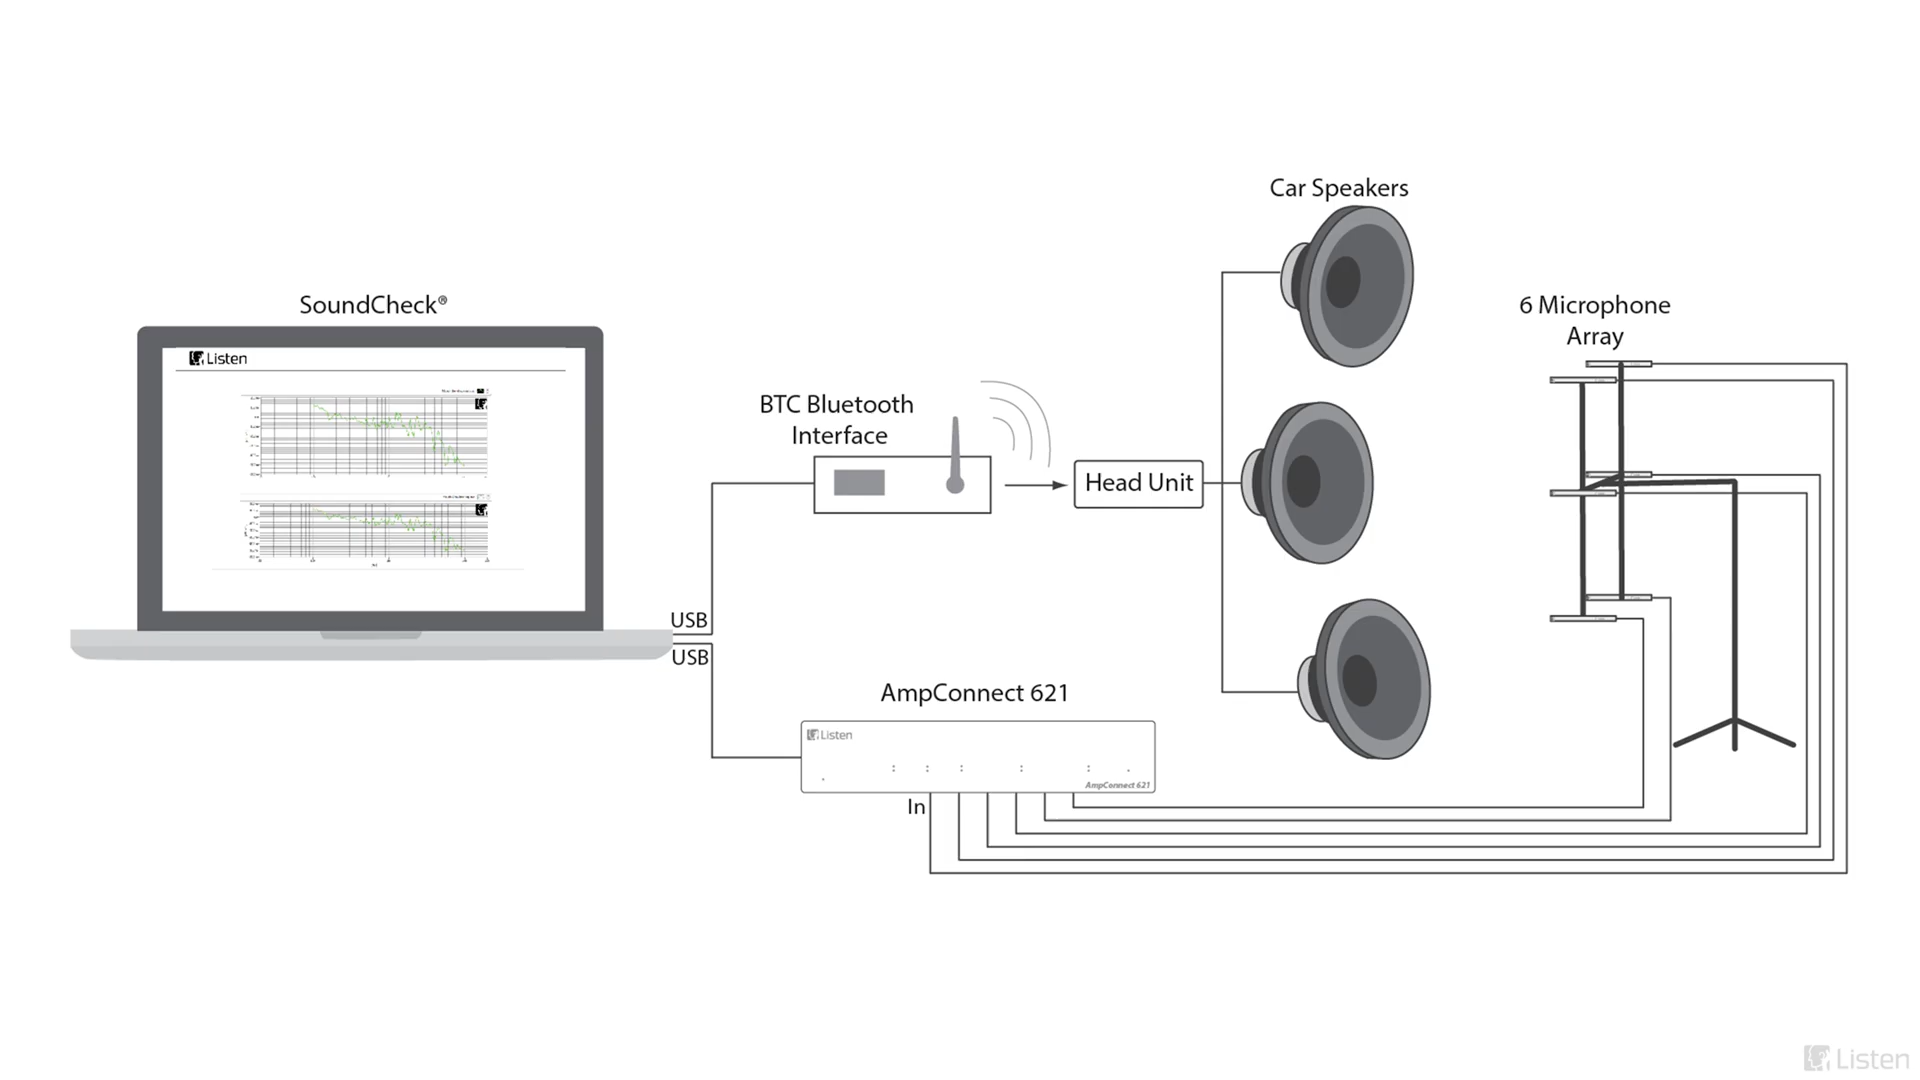 Car Speakers
SoundCheck®
6 Microphone
Array
Listen
BTC Bluetooth
Interface
Head Unit
USB
USB
AmpConnect 621
Listen
AmpConnect 621
In
Listen